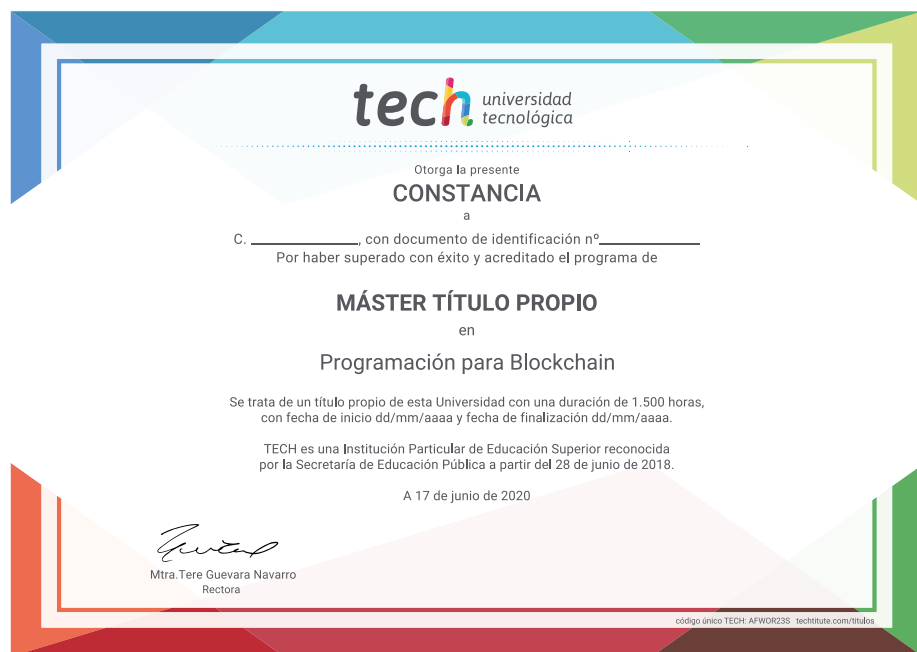 tech universidad
tecnológica
Otorga la presente
CONSTANCIA
a
C. ______________, con documento de identificación nº_____________
Por haber superado con éxito y acreditado el programa de
MÁSTER TÍTULO PROPIO
en
Programación para Blockchain
Se trata de un título propio de esta Universidad con una duración de 1.500 horas,
con fecha de inicio dd/mm/aaaa y fecha de finalización dd/mm/aaaa.
TECH es una Institución Particular de Educación Superior reconocida
por la Secretaría de Educación Pública a partir del 28 de junio de 2018.
A 17 de junio de 2020
Mtra.Tere Guevara Navarro
Rectora
código único TECH: AFWOR23S techtitute.com/titulos